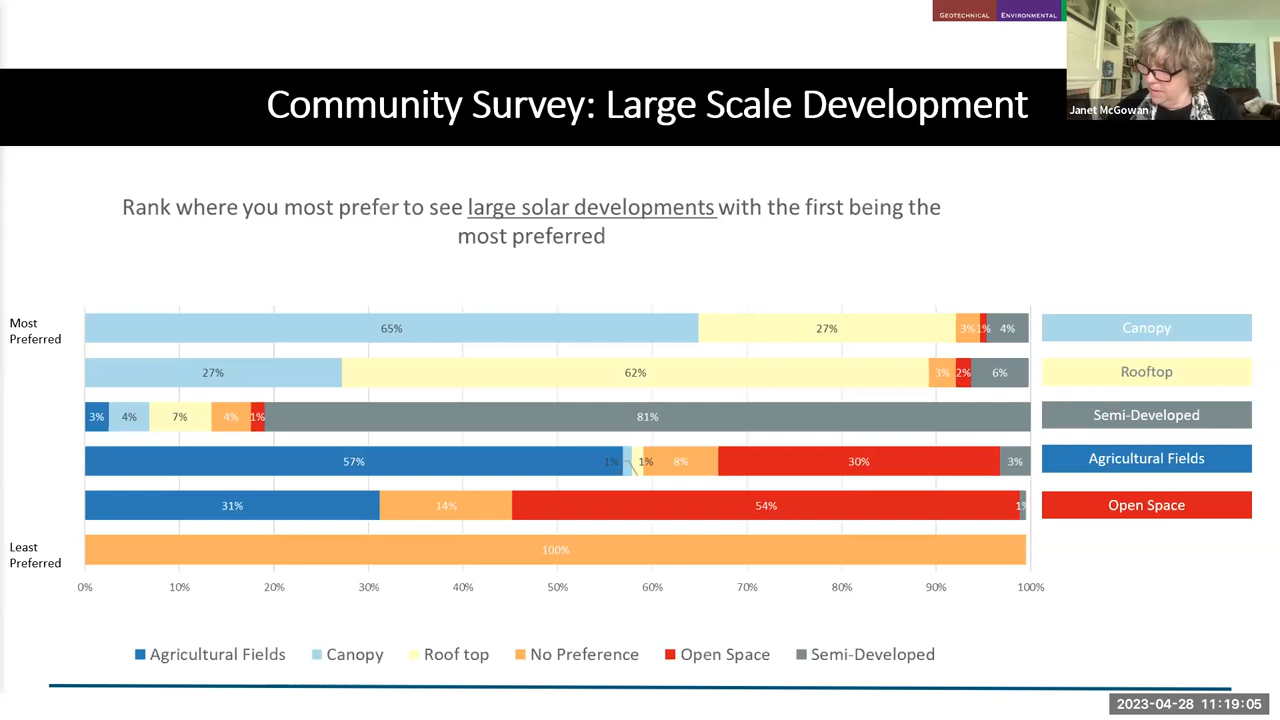 GEOTECHNICAL ENVIRONMENTAL
Janet McGowan
Community Survey: Large Scale Development
Rank where you most prefer to see large solar developments with the first being the
most preferred
Most
Preferred
65% 27% 3% 1% 4%
Canopy
27% 62% 3% 2% 6%
Rooftop
3% 4% 7% 4% 1% 81%
Semi-Developed
57% 1% 1% 8% 30% 3%
Agricultural Fields
31% 14% 54% 1%
Open Space
Least
Preferred
100%
0% 10% 20% 30% 40% 50% 60% 70% 80% 90% 100%
Agricultural Fields Canopy Roof top No Preference Open Space Semi-Developed
2023-04-28 11:19:05